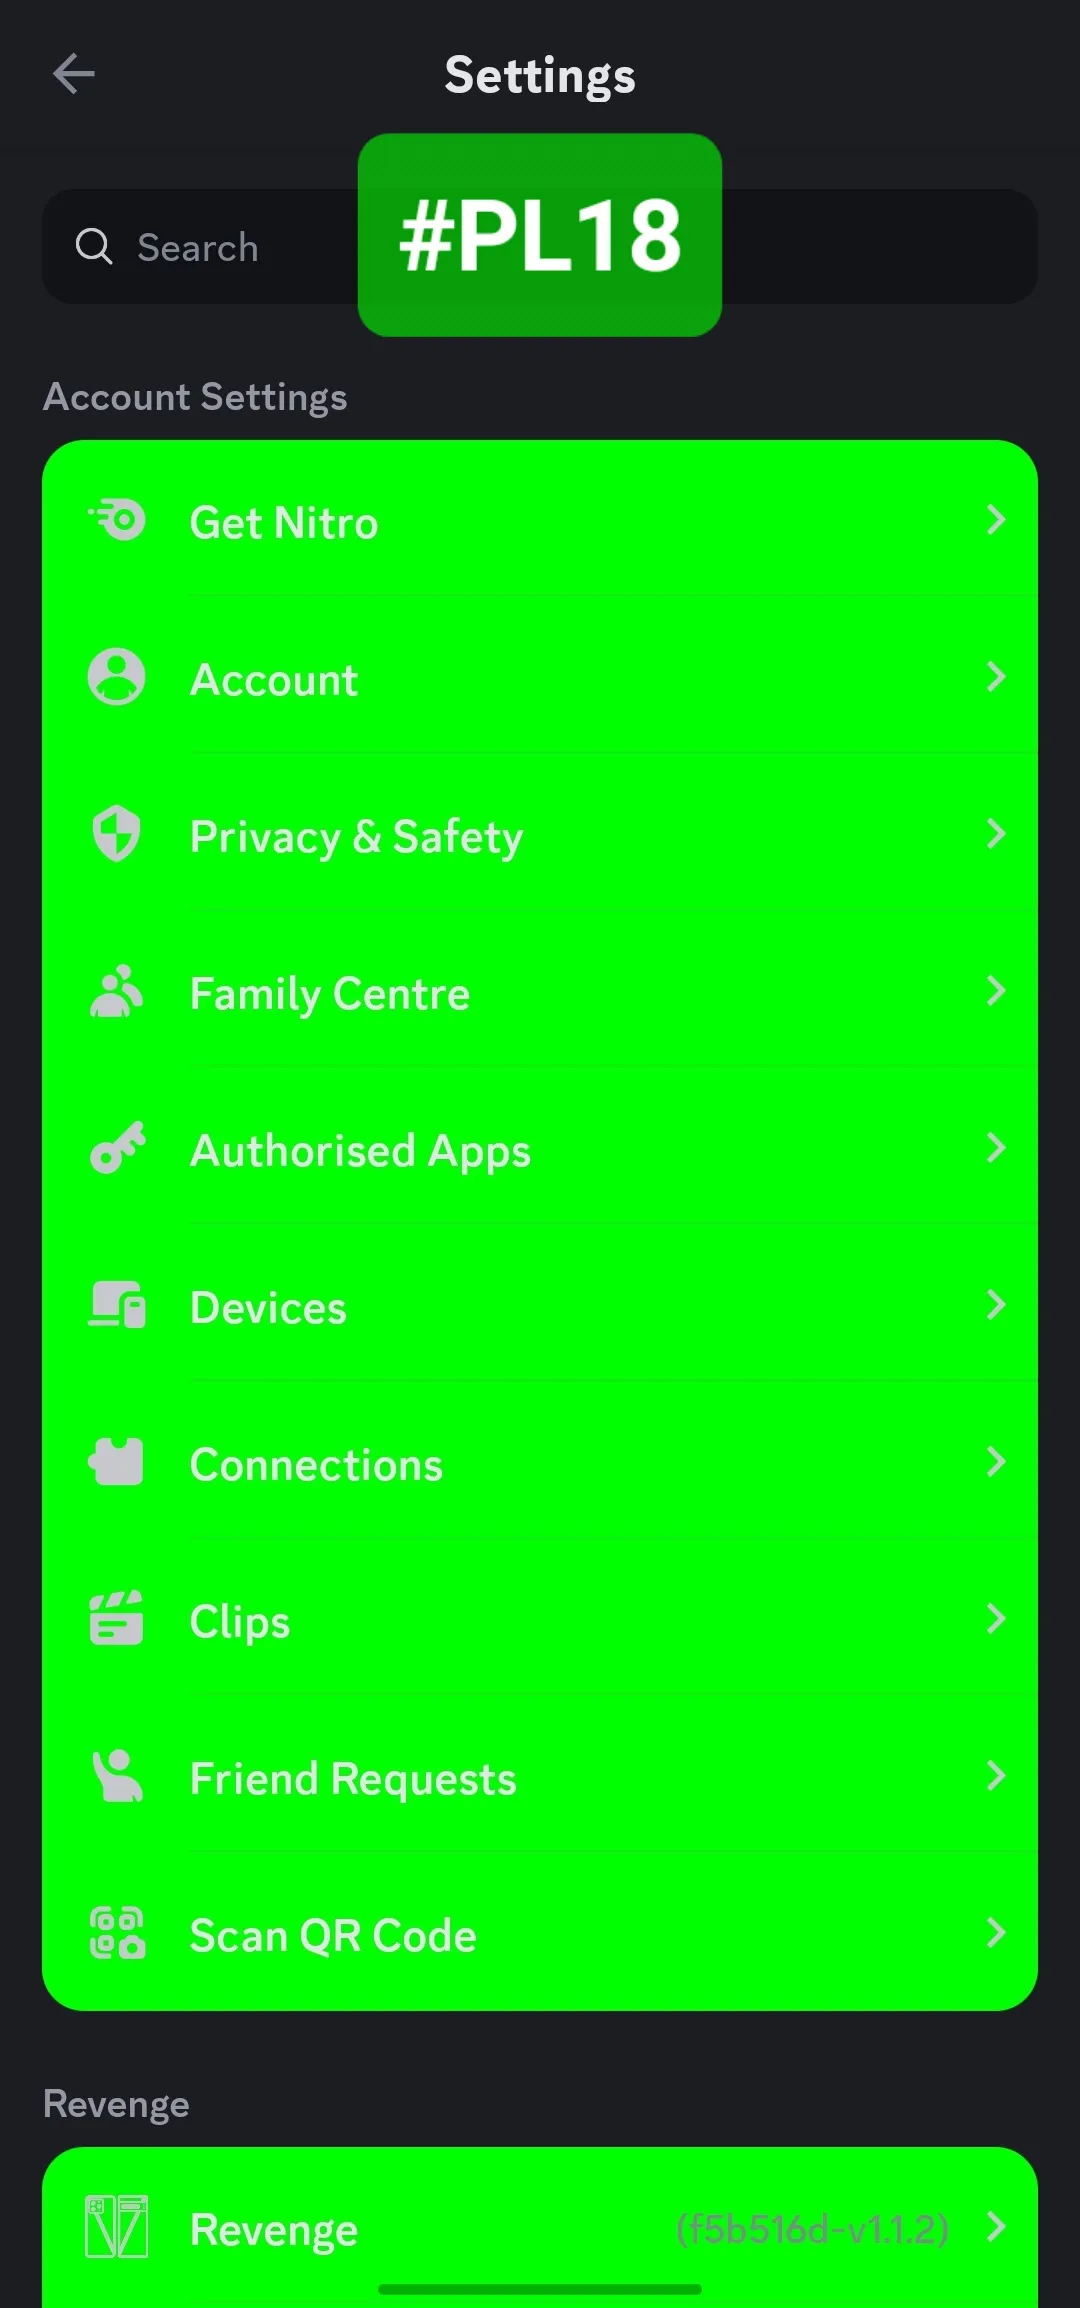 Settings
#PL18
Search
Account Settings
Get Nitro
Account
Privacy & Safety
Family Centre
Authorised Apps
Devices
Connections
Clips
Friend Requests
Scan QR Code
Revenge
Revenge (f5b516d-v1.1.2)